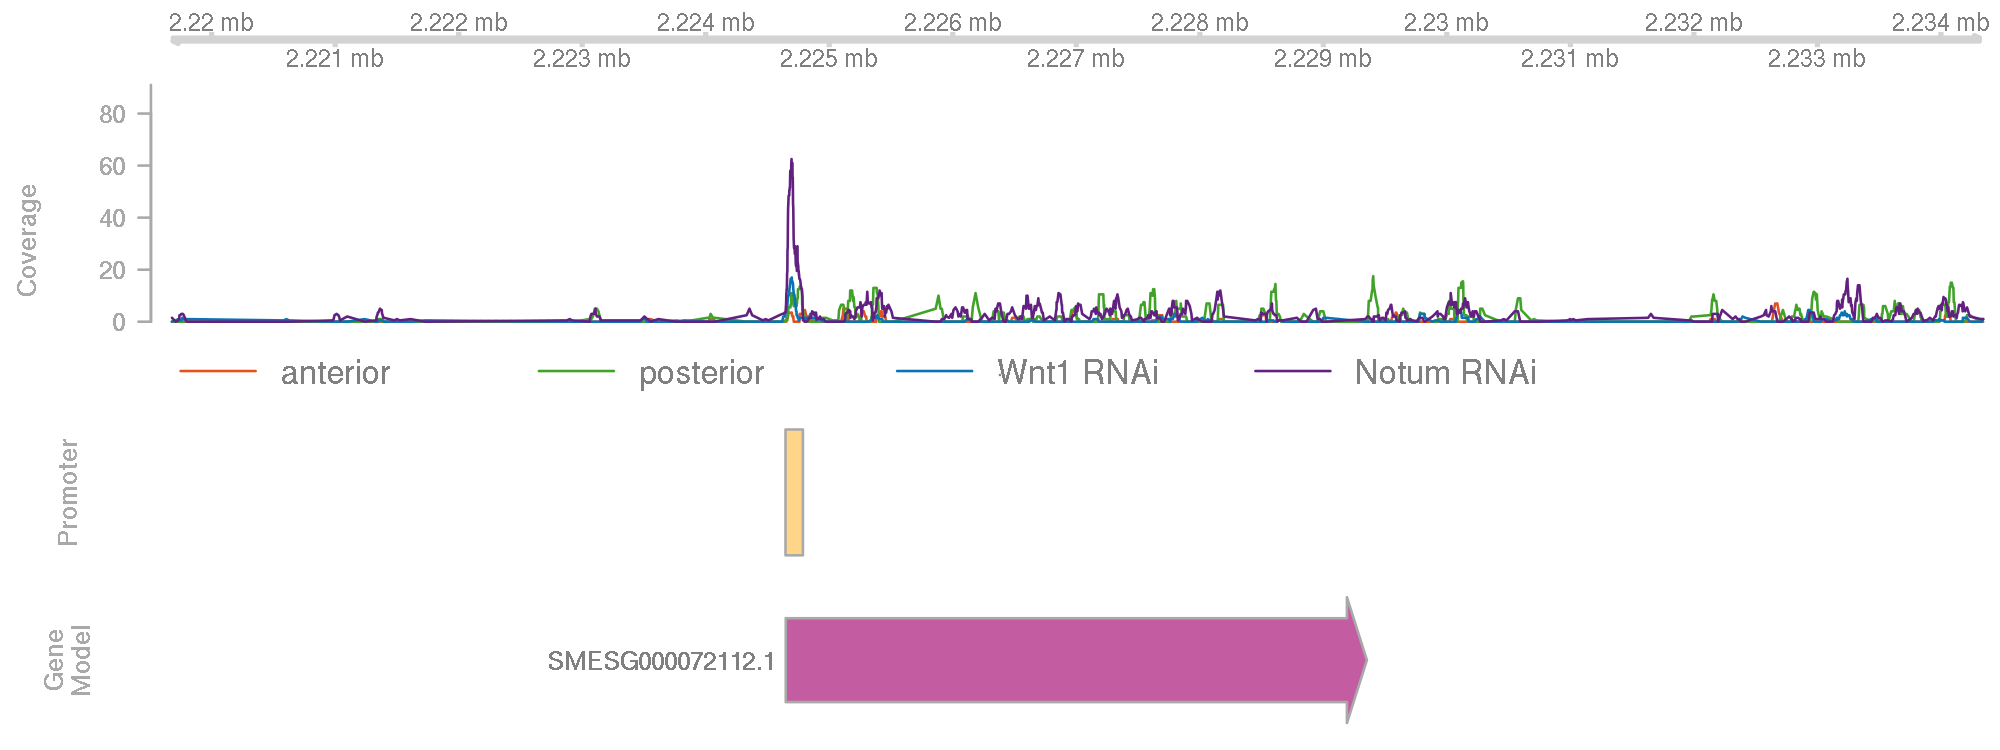 2.22 mb 2.222 mb 2.224 mb 2.226 mb 2.228 mb 2.23 mb 2.232 mb 2.234 mb
2.221 mb 2.223 mb 2.225 mb 2.227 mb 2.229 mb 2.231 mb 2.233 mb
Coverage
80
60
40
20
0
anterior posterior Wnt1 RNAi Notum RNAi
Promoter
Gene
Model
SMESG000072112.1